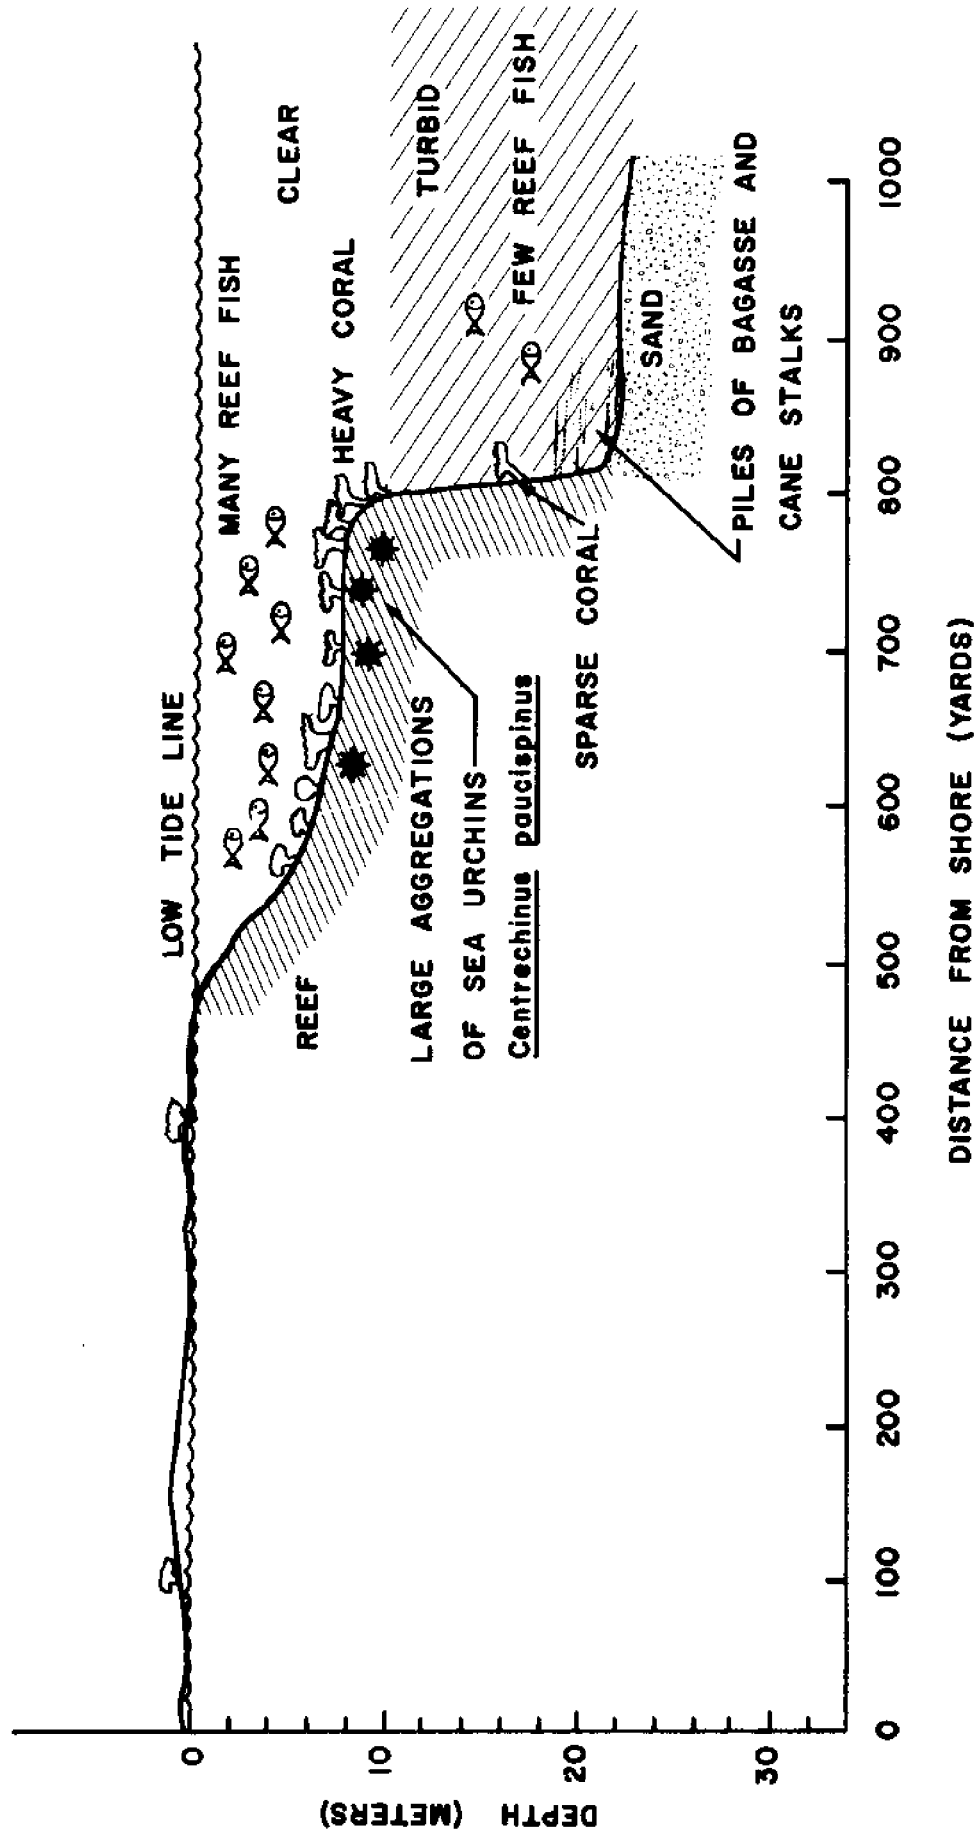 LOW TIDE LINE
MANY REEF FISH
CLEAR
HEAVY CORAL
TURBID
FEW REEF FISH
REEF
LARGE AGGREGATIONS
OF SEA URCHINS
Centrechinus paucispinus
SPARSE CORAL
SAND
PILES OF BAGASSE AND
CANE STALKS
DEPTH (METERS)
0
10
20
30
0 100 200 300 400 500 600 700 800 900 1000
DISTANCE FROM SHORE (YARDS)